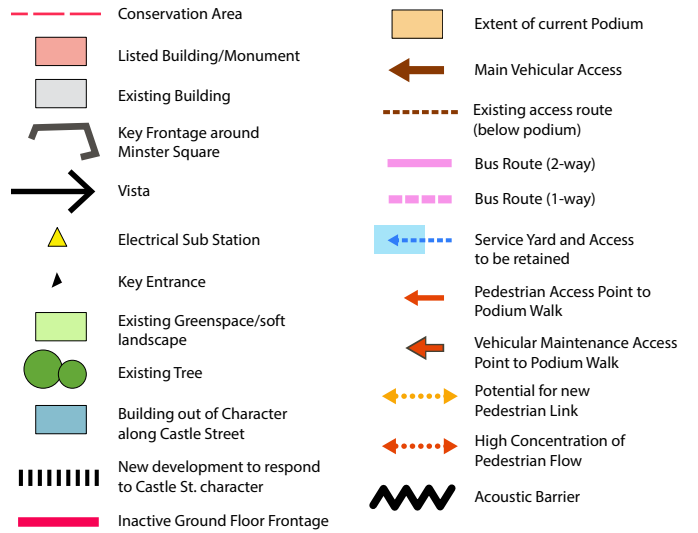 Conservation Area
Listed Building/Monument
Existing Building
Key Frontage around
Minster Square
Vista
Electrical Sub Station
Key Entrance
Existing Greenspace/soft
landscape
Existing Tree
Building out of Character
along Castle Street
New development to respond
to Castle St. character
Inactive Ground Floor Frontage
Extent of current Podium
Main Vehicular Access
Existing access route
(below podium)
Bus Route (2-way)
Bus Route (1-way)
Service Yard and Access
to be retained
Pedestrian Access Point to
Podium Walk
Vehicular Maintenance Access
Point to Podium Walk
Potential for new
Pedestrian Link
High Concentration of
Pedestrian Flow
Acoustic Barrier